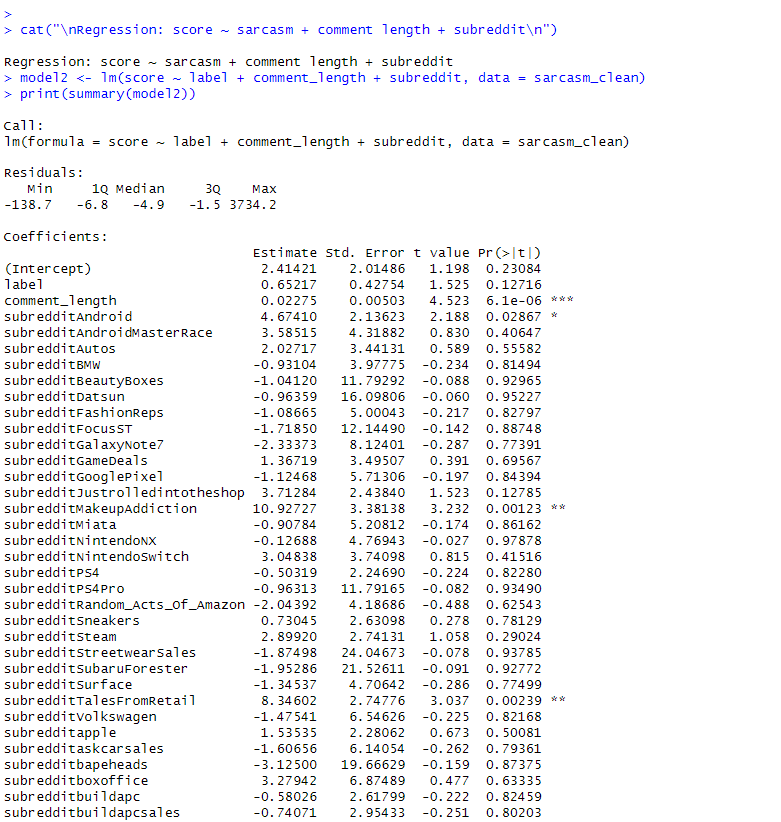 >
> cat("\nRegression: score ~ sarcasm + comment length + subreddit\n")

Regression: score ~ sarcasm + comment length + subreddit
> model2 <- lm(score ~ label + comment_length + subreddit, data = sarcasm_clean)
> print(summary(model2))

Call:
lm(formula = score ~ label + comment_length + subreddit, data = sarcasm_clean)

Residuals:
   Min     1Q Median     3Q    Max
-138.7   -6.8   -4.9   -1.5 3734.2

Coefficients:
                               Estimate Std. Error t value Pr(>|t|)
(Intercept)                     2.41421    2.01486   1.198  0.23084
label                           0.65217    0.42754   1.525  0.12716
comment_length                  0.02275    0.00503   4.523  6.1e-06 ***
subredditAndroid                4.67410    2.13623   2.188  0.02867 *
subredditAndroidMasterRace      3.58515    4.31882   0.830  0.40647
subredditAutos                  2.02717    3.44131   0.589  0.55582
subredditBMW                   -0.93104    3.97775  -0.234  0.81494
subredditBeautyBoxes           -1.04120   11.79292  -0.088  0.92965
subredditDatsun                -0.96359   16.09806  -0.060  0.95227
subredditFashionReps           -1.08665    5.00043  -0.217  0.82797
subredditFocusST               -1.71850   12.14490  -0.142  0.88748
subredditGalaxyNote7           -2.33373    8.12401  -0.287  0.77391
subredditGameDeals              1.36719    3.49507   0.391  0.69567
subredditGooglePixel           -1.12468    5.71306  -0.197  0.84394
subredditJustrolledintotheshop  3.71284    2.43840   1.523  0.12785
subredditMakeupAddiction       10.92727    3.38138   3.232  0.00123 **
subredditMiata                 -0.90784    5.20812  -0.174  0.86162
subredditNintendoNX            -0.12688    4.76943  -0.027  0.97878
subredditNintendoSwitch         3.04838    3.74098   0.815  0.41516
subredditPS4                   -0.50319    2.24690  -0.224  0.82280
subredditPS4Pro                -0.96313   11.79165  -0.082  0.93490
subredditRandom_Acts_Of_Amazon -2.04392    4.18686  -0.488  0.62543
subredditSneakers               0.73045    2.63098   0.278  0.78129
subredditSteam                  2.89920    2.74131   1.058  0.29024
subredditStreetwearSales       -1.87498   24.04673  -0.078  0.93785
subredditSubaruForester        -1.95286   21.52611  -0.091  0.92772
subredditSurface               -1.34537    4.70642  -0.286  0.77499
subredditTalesFromRetail        8.34602    2.74776   3.037  0.00239 **
subredditVolkswagen            -1.47541    6.54626  -0.225  0.82168
subredditapple                  1.53535    2.28062   0.673  0.50081
subredditaskcarsales           -1.60656    6.14054  -0.262  0.79361
subredditbapeheads             -3.12500   19.66629  -0.159  0.87375
subredditboxoffice              3.27942    6.87489   0.477  0.63335
subredditbuildapc              -0.58026    2.61799  -0.222  0.82459
subredditbuildapcsales         -0.74071    2.95433  -0.251  0.80203